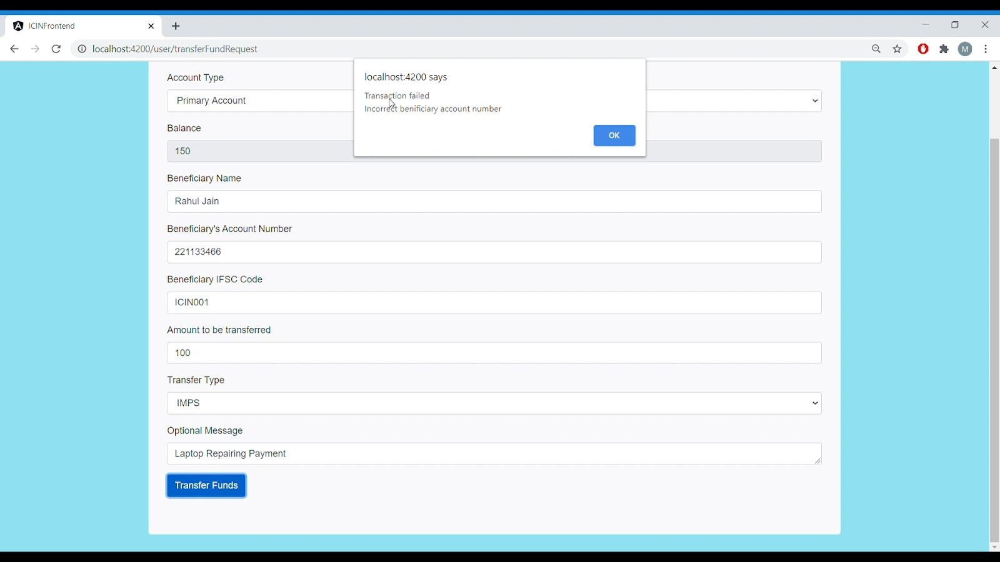 ICINFrontend
localhost:4200/user/transferFundRequest
M
localhost:4200 says
Transaction failed
Incorrect benificiary account number
OK
Account Type
Primary Account
Balance
150
Beneficiary Name
Rahul Jain
Beneficiary's Account Number
221133466
Beneficiary IFSC Code
ICIN001
Amount to be transferred
100
Transfer Type
IMPS
Optional Message
Laptop Repairing Payment
Transfer Funds